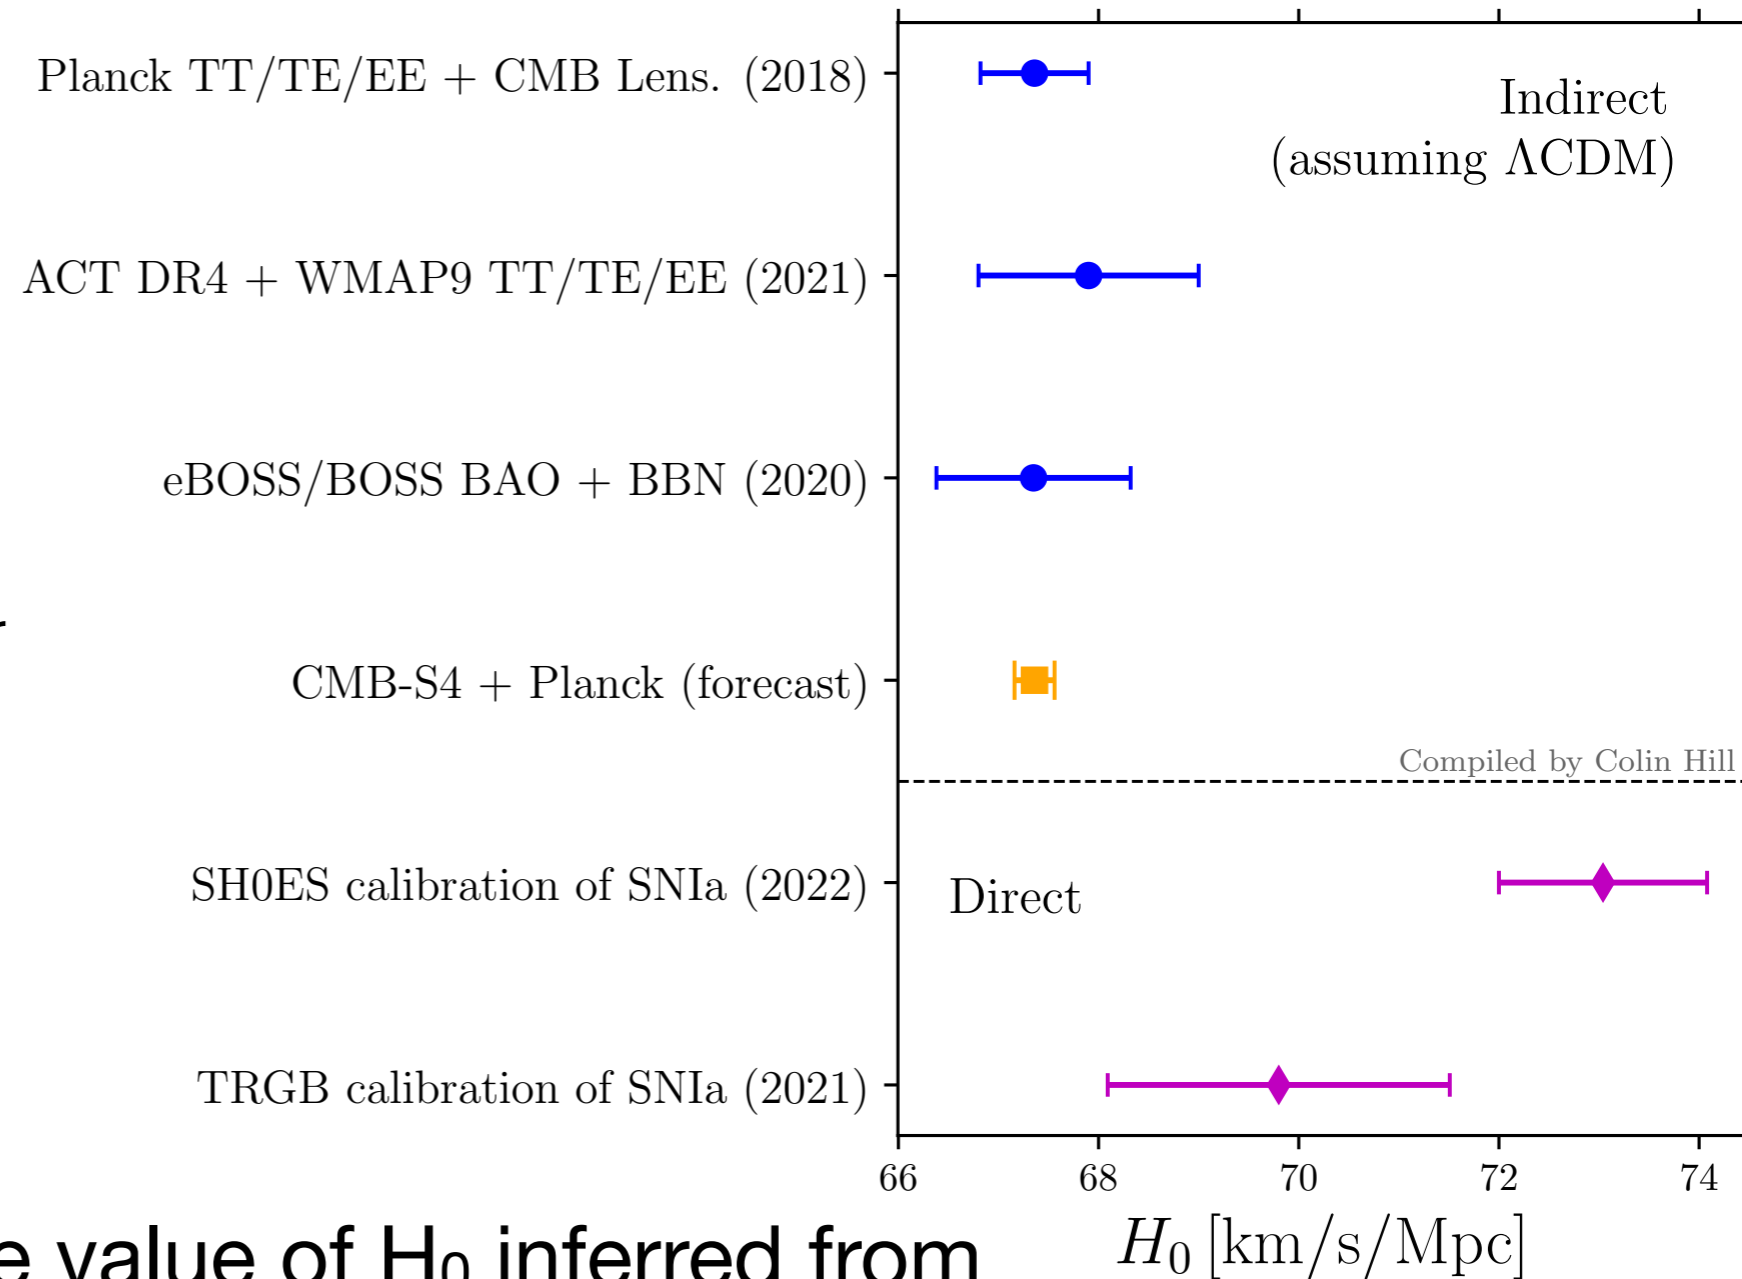 Planck TT/TE/EE + CMB Lens. (2018)
Indirect
(assuming ΛCDM)
ACT DR4 + WMAP9 TT/TE/EE (2021)
eBOSS/BOSS BAO + BBN (2020)
CMB-S4 + Planck (forecast)
Compiled by Colin Hill
SH0ES calibration of SNIa (2022)
Direct
TRGB calibration of SNIa (2021)
66 68 70 72 74
H₀ [km/s/Mpc]
value of H₀ inferred from